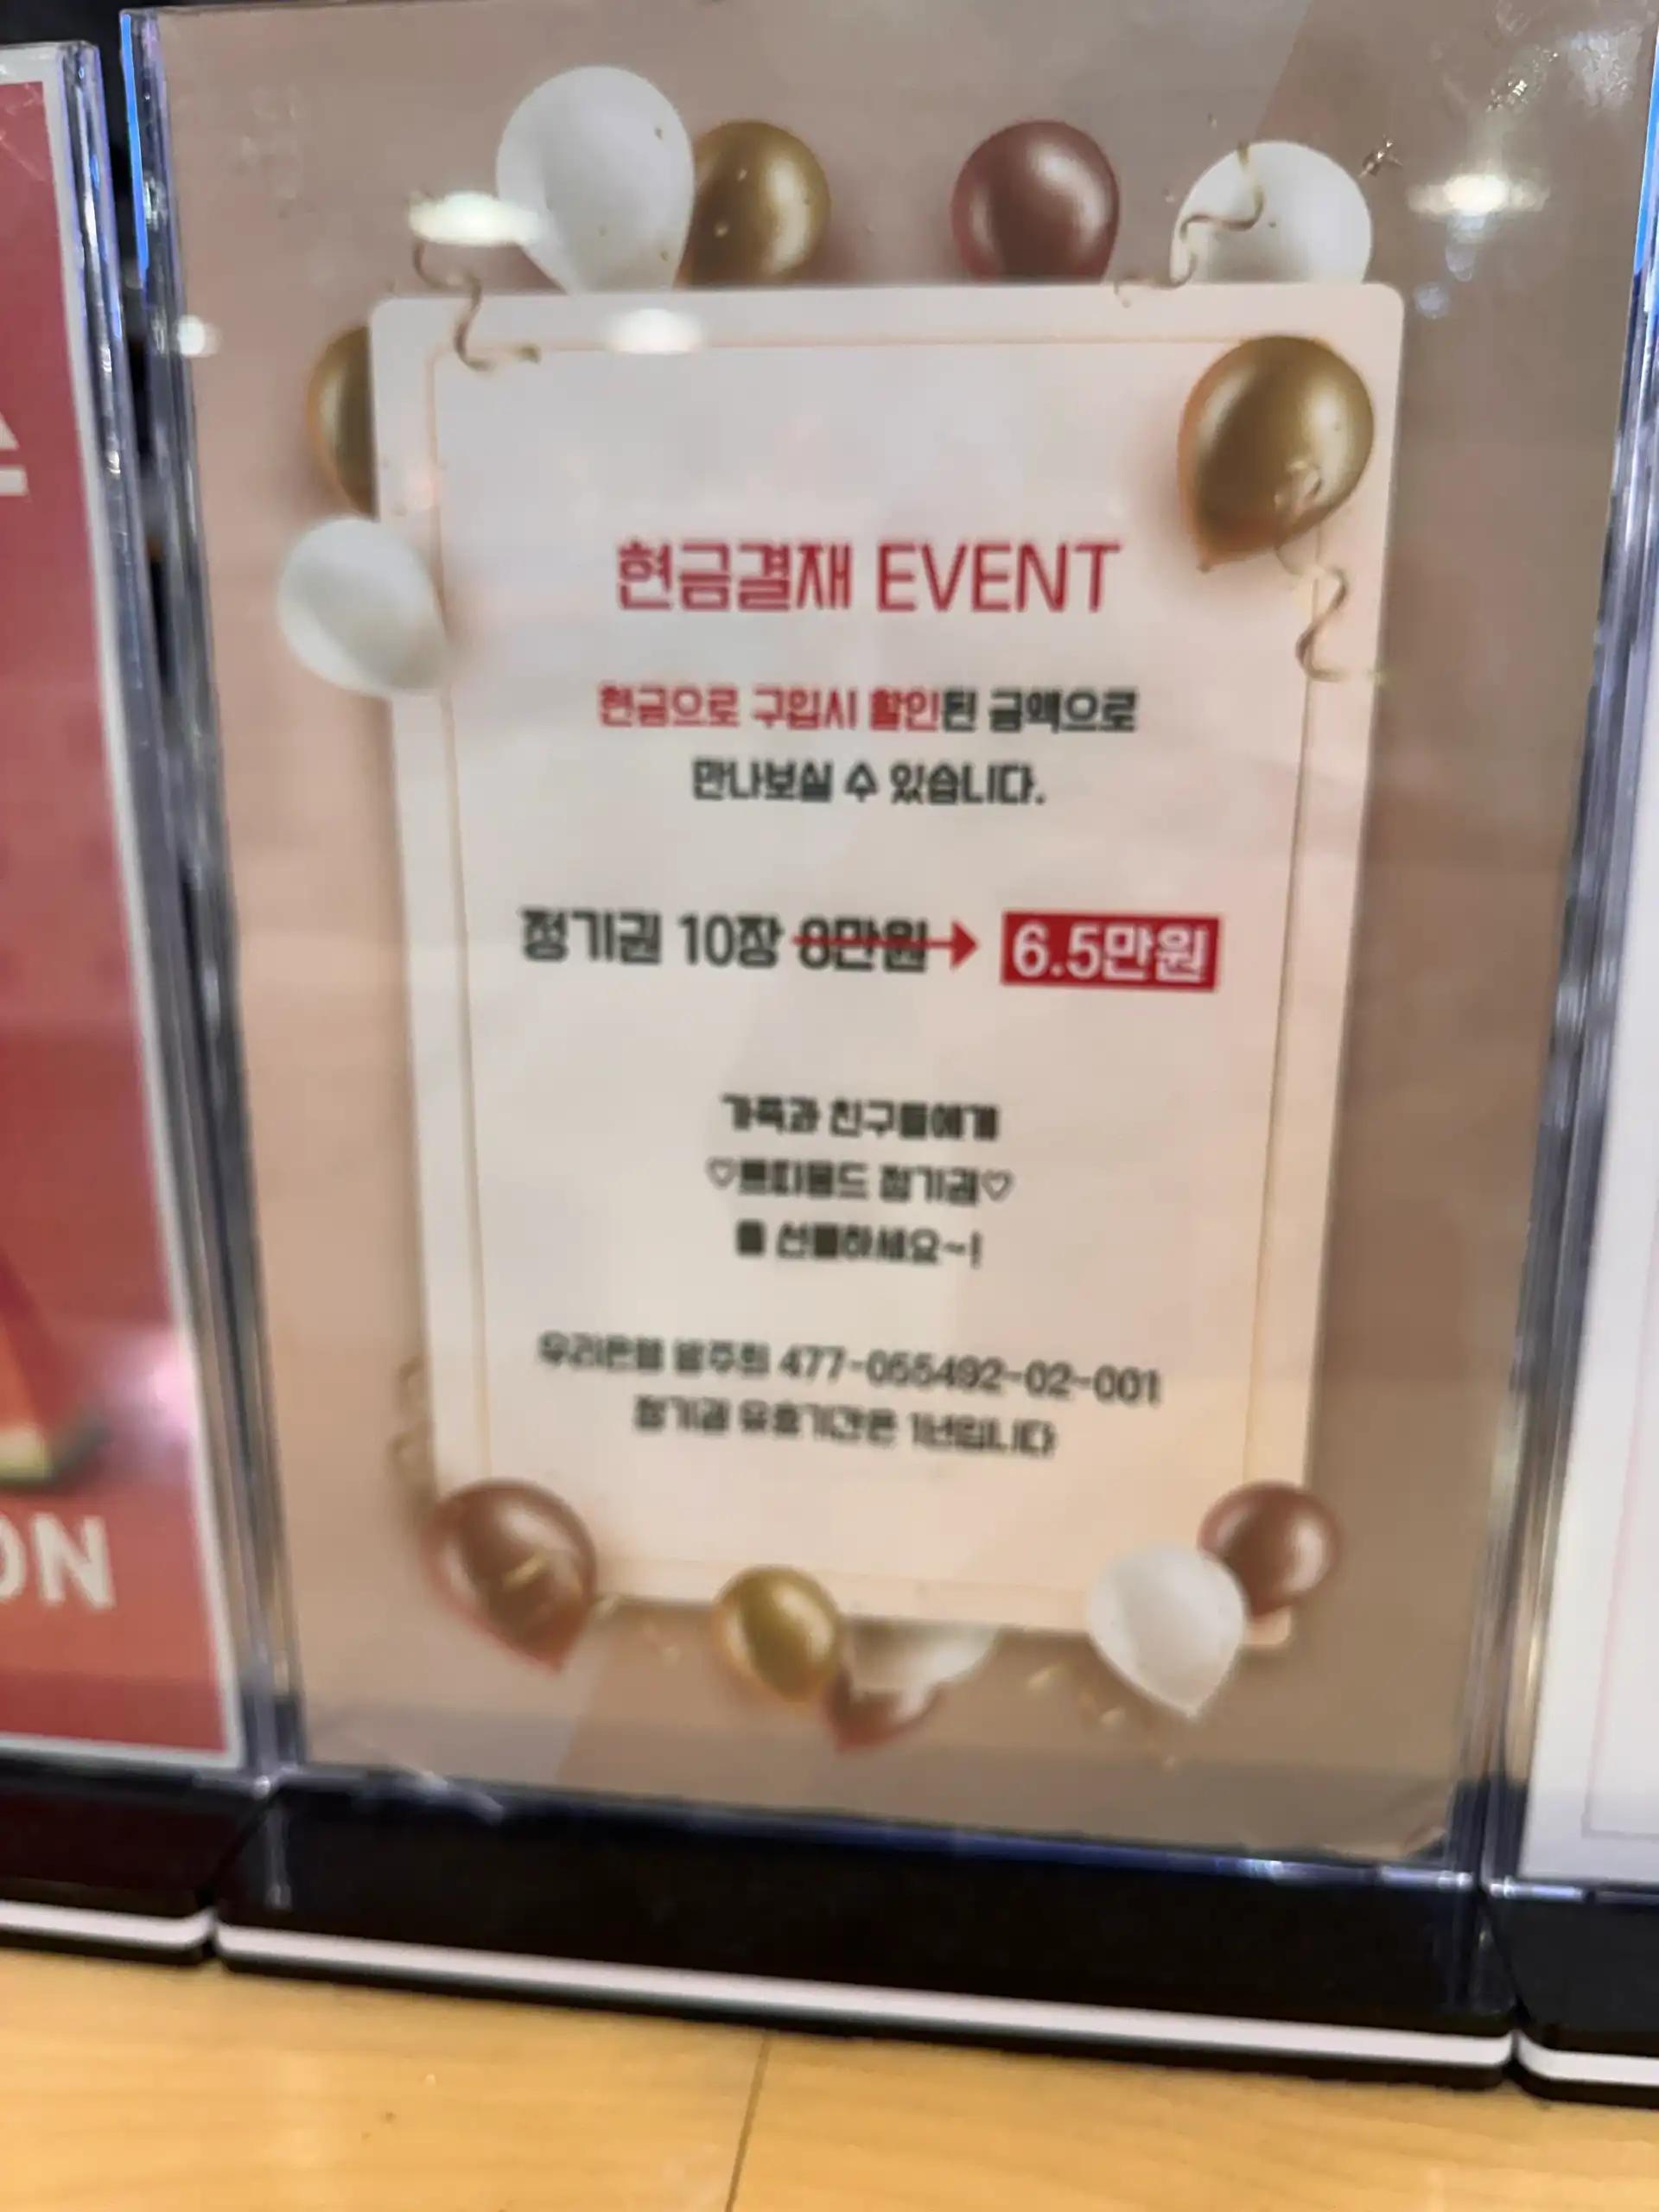 현금결재 EVENT
현금으로 구입시 할인된 금액으로
만나보실 수 있습니다.
정기권 10장 8만원 → 6.5만원
가족과 친구들에게
♡ 정기권♡
을 선물하세요~!
우리은행 477-055492-02-001
정기권 유효기간은 1년입니다
ON